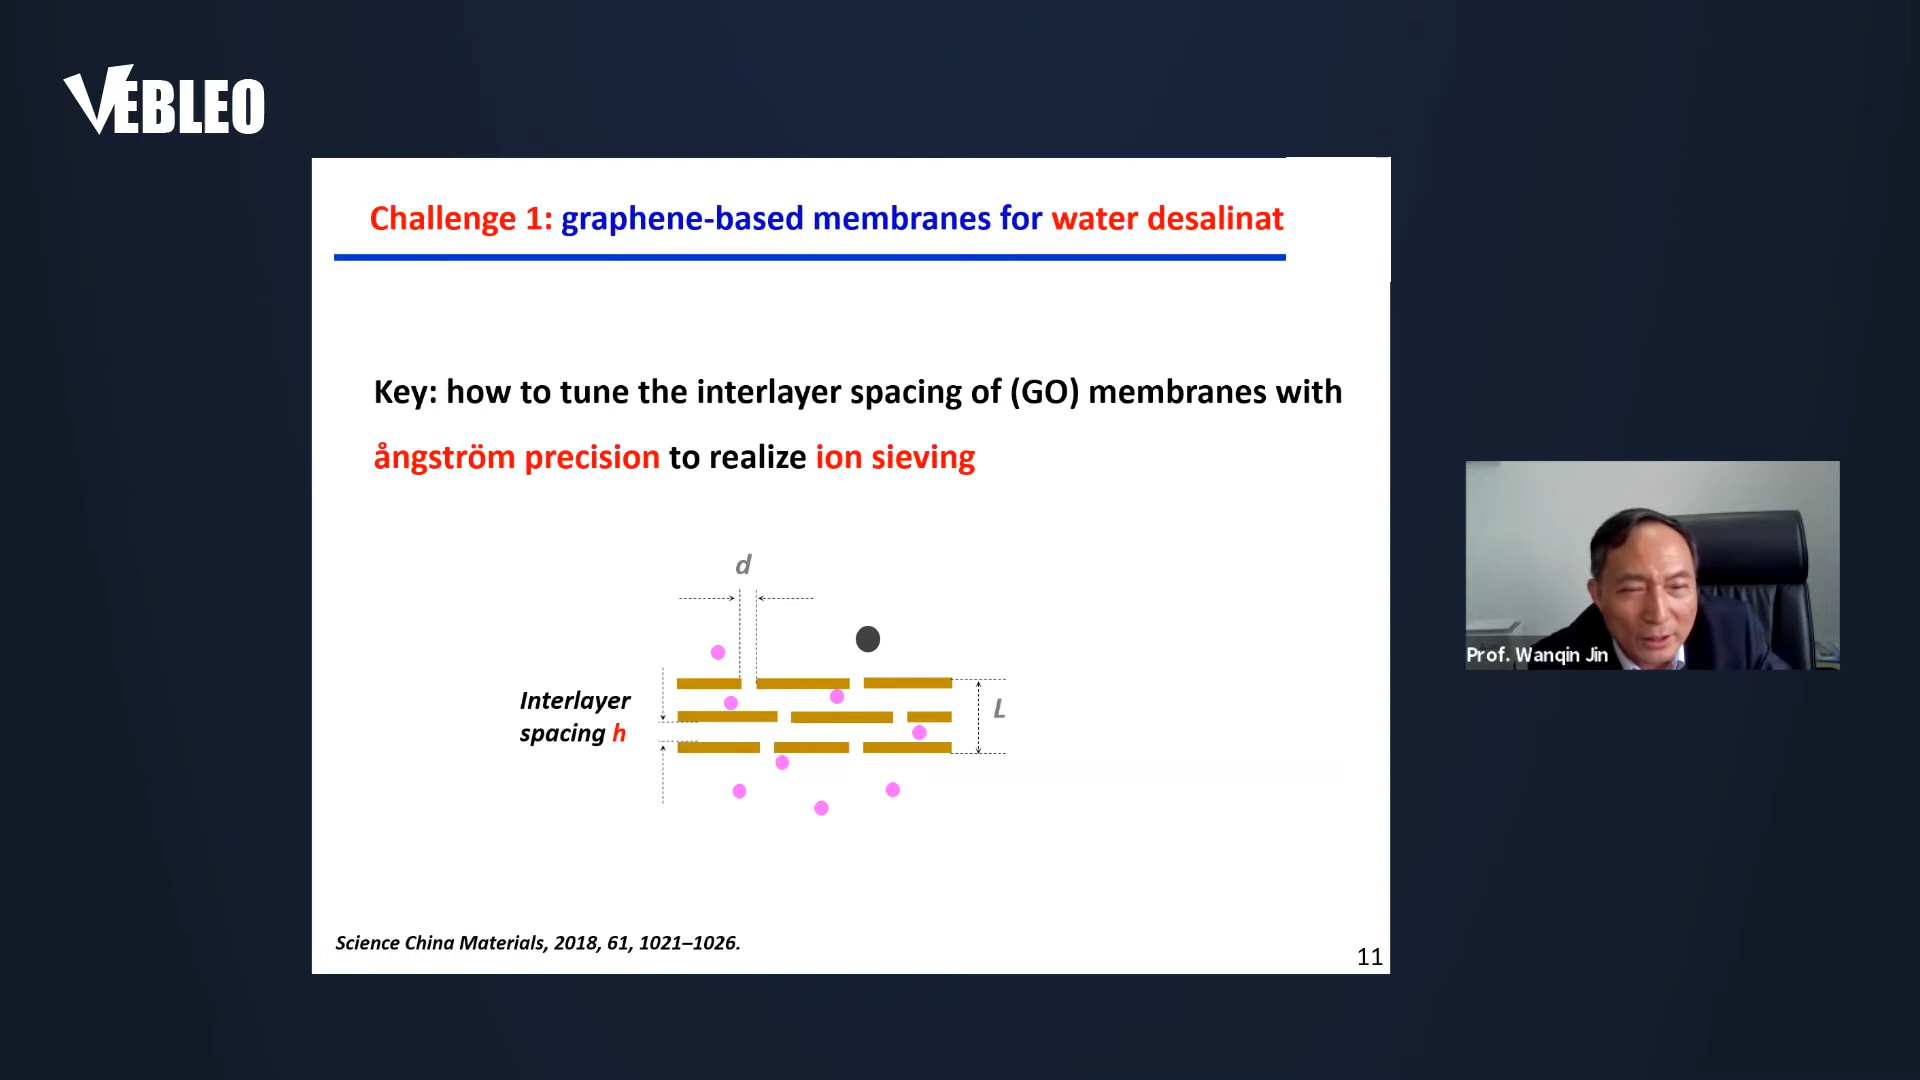 VEBLEO
Challenge 1: graphene-based membranes for water desalinat
Key: how to tune the interlayer spacing of (GO) membranes with
ångström precision to realize ion sieving
d
Interlayer
spacing h
L
Science China Materials, 2018, 61, 1021–1026.
11
Prof. Wanqin Jin